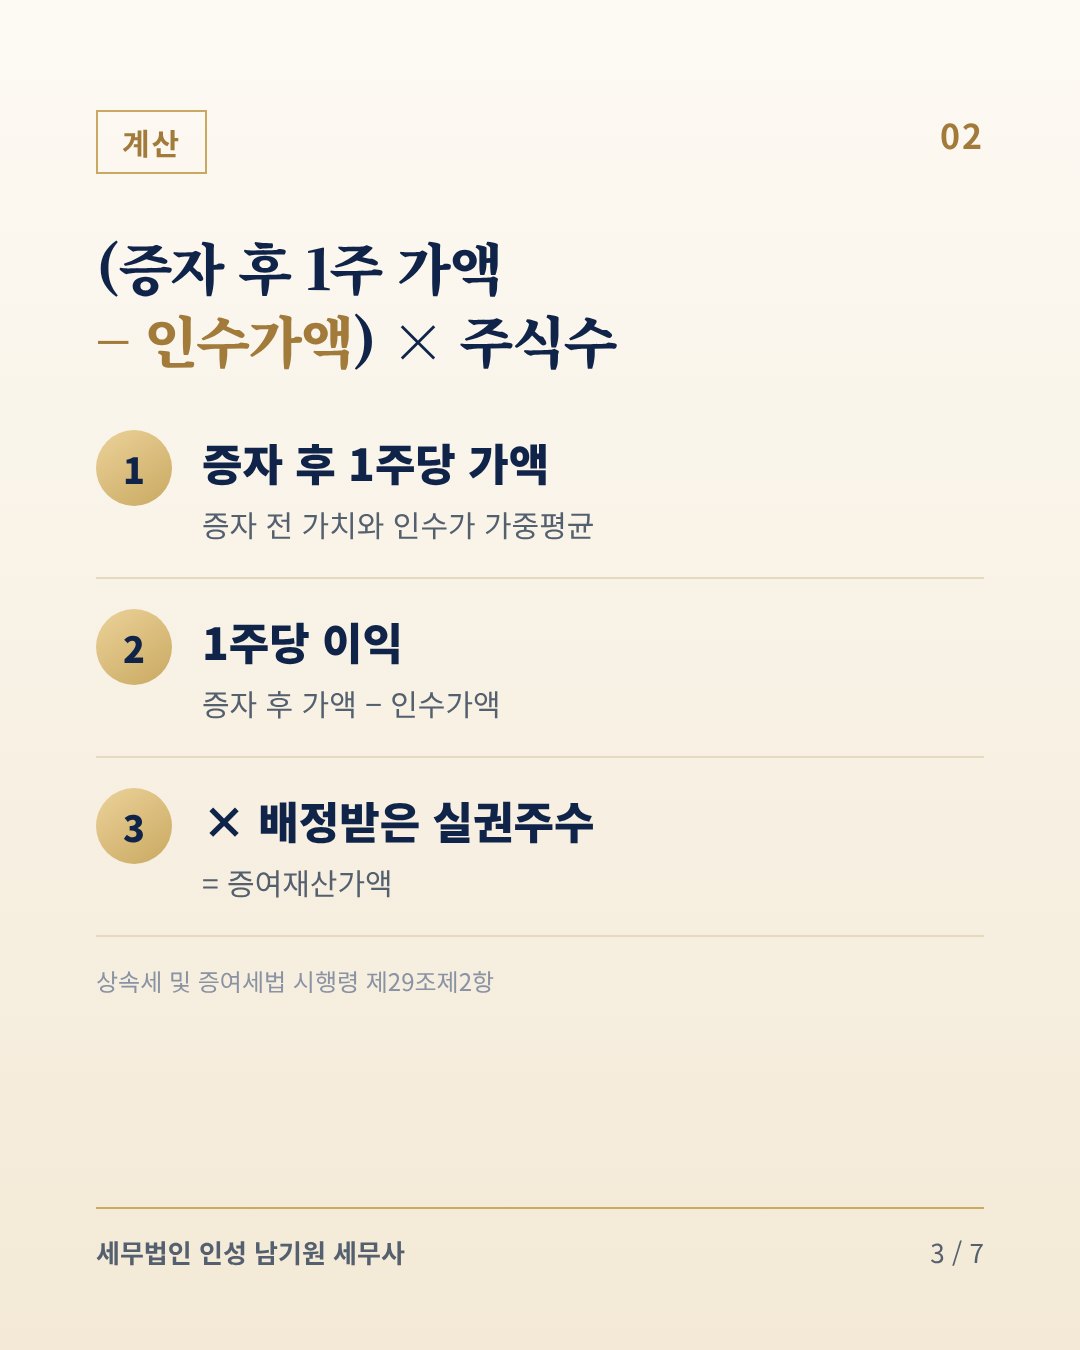 계산
02
(증자 후 1주 가액
– 인수가액) × 주식수
1
증자 후 1주당 가액
증자 전 가치와 인수가 가중평균
2
1주당 이익
증자 후 가액 – 인수가액
3
× 배정받은 실권주수
= 증여재산가액
상속세 및 증여세법 시행령 제29조제2항
세무법인 인성 남기원 세무사
3 / 7